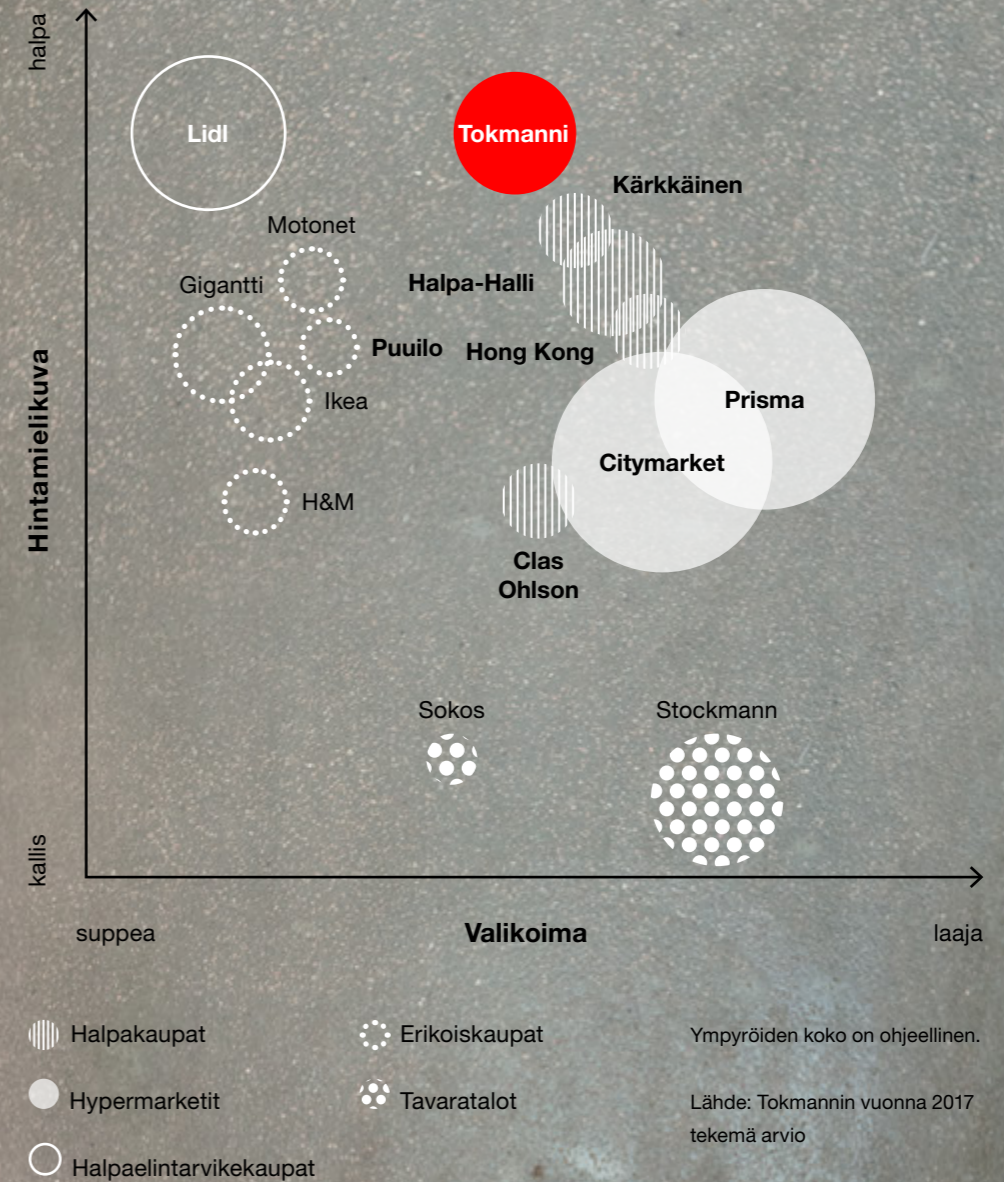 halpa
Lidl
Tokmanni
Kärkkäinen
Motonet
Gigantti
Halpa-Halli
Puuilo
Hong Kong
Ikea
Prisma
Citymarket
H&M
Clas
Ohlson
Hintamielikuva
Sokos
Stockmann
kallis
suppea
Valikoima
laaja
Halpakaupat
Erikoiskaupat
Ympyröiden koko on ohjeellinen.
Hypermarketit
Tavaratalot
Lähde: Tokmannin vuonna 2017
tekemä arvio
Halpaelintarvikekaupat